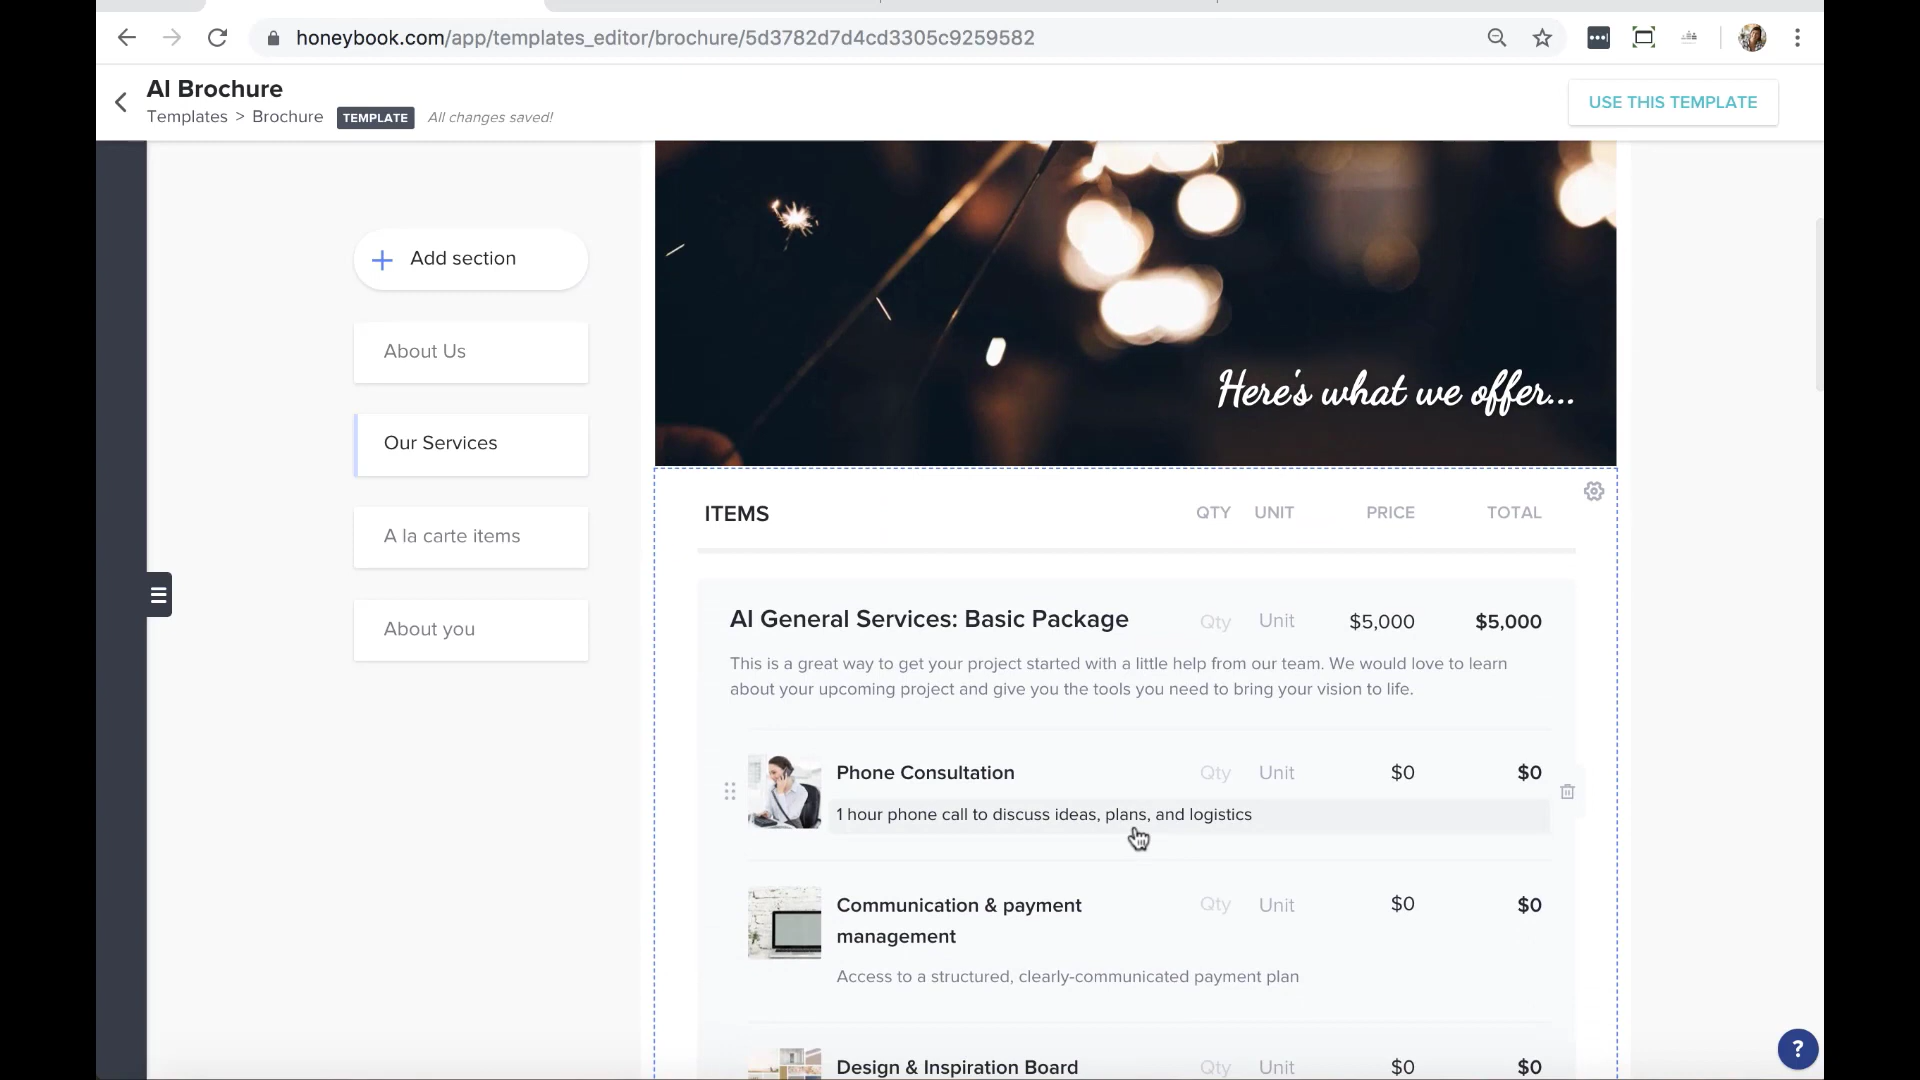 honeybook.com/app/templates_editor/brochure/5d3782d7d4cd3305c9259582
AI Brochure
Templates > Brochure TEMPLATE All changes saved!
USE THIS TEMPLATE
+ Add section
About Us
Our Services
A la carte items
About you
Here's what we offer...
ITEMS QTY UNIT PRICE TOTAL
AI General Services: Basic Package Qty Unit $5,000 $5,000
This is a great way to get your project started with a little help from our team. We would love to learn
about your upcoming project and give you the tools you need to bring your vision to life.
Phone Consultation Qty Unit $0 $0
1 hour phone call to discuss ideas, plans, and logistics
Communication & payment Qty Unit $0 $0
management
Access to a structured, clearly-communicated payment plan
Design & Inspiration Board Qty Unit $0 $0
?